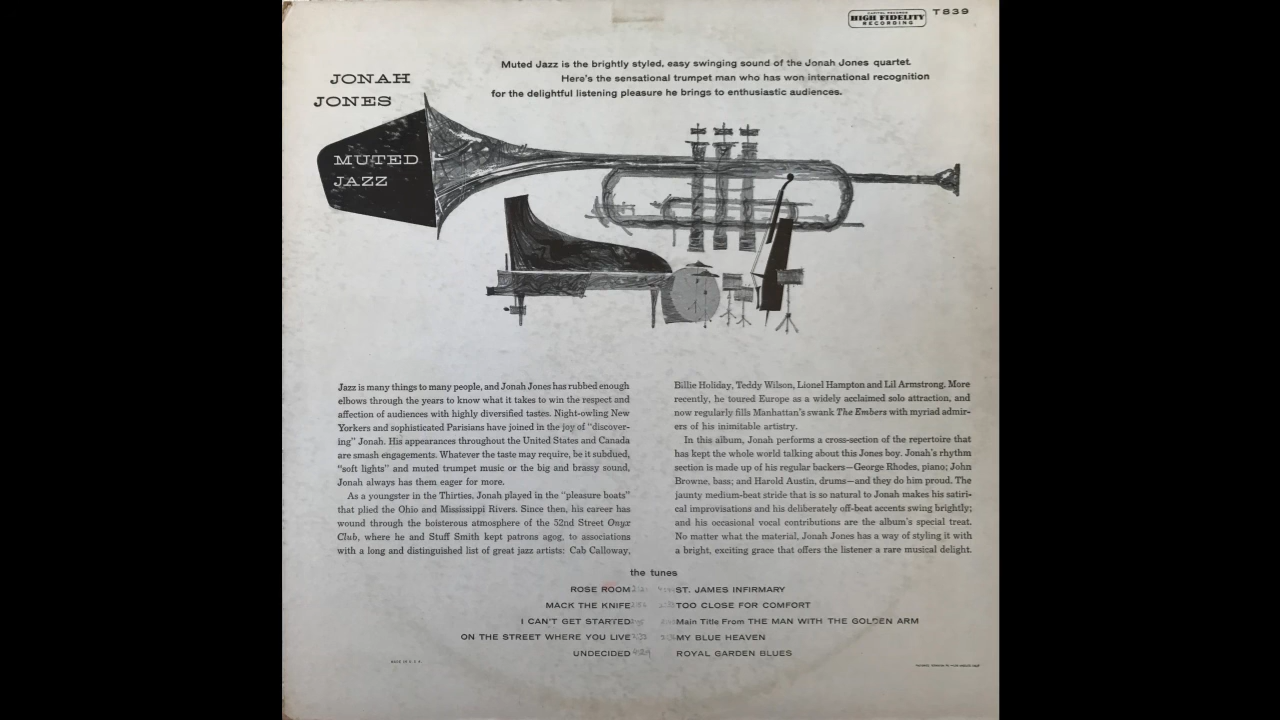 CAPITOL RECORDS
HIGH FIDELITY
RECORDING
T839
Muted Jazz is the brightly styled, easy swinging sound of the Jonah Jones quartet.
Here's the sensational trumpet man who has won international recognition
for the delightful listening pleasure he brings to enthusiastic audiences.
JONAH
JONES
MUTED
JAZZ
Jazz is many things to many people, and Jonah Jones has rubbed enough
elbows through the years to know what it takes to win the respect and
affection of audiences with highly diversified tastes. Night-owling New
Yorkers and sophisticated Parisians have joined in the joy of "discover-
ing" Jonah. His appearances throughout the United States and Canada
are smash engagements. Whatever the taste may require, be it subdued,
"soft lights" and muted trumpet music or the big and brassy sound,
Jonah always has them eager for more.
As a youngster in the Thirties, Jonah played in the "pleasure boats"
that plied the Ohio and Mississippi Rivers. Since then, his career has
wound through the boisterous atmosphere of the 52nd Street Onyx
Club, where he and Stuff Smith kept patrons agog, to associations
with a long and distinguished list of great jazz artists: Cab Calloway,
Billie Holiday, Teddy Wilson, Lionel Hampton and Lil Armstrong. More
recently, he toured Europe as a widely acclaimed solo attraction, and
now regularly fills Manhattan's swank The Embers with myriad admir-
ers of his inimitable artistry.
In this album, Jonah performs a cross-section of the repertoire that
has kept the whole world talking about this Jones boy. Jonah's rhythm
section is made up of his regular backers—George Rhodes, piano; John
Browne, bass; and Harold Austin, drums—and they do him proud. The
jaunty medium-beat stride that is so natural to Jonah makes his satiri-
cal improvisations and his deliberately off-beat accents swing brightly;
and his occasional vocal contributions are the album's special treat.
No matter what the material, Jonah Jones has a way of styling it with
a bright, exciting grace that offers the listener a rare musical delight.
the tunes
ROSE ROOM
MACK THE KNIFE
I CAN'T GET STARTED
ON THE STREET WHERE YOU LIVE
UNDECIDED
ST. JAMES INFIRMARY
TOO CLOSE FOR COMFORT
Main Title From THE MAN WITH THE GOLDEN ARM
MY BLUE HEAVEN
ROYAL GARDEN BLUES
MADE IN U.S.A.